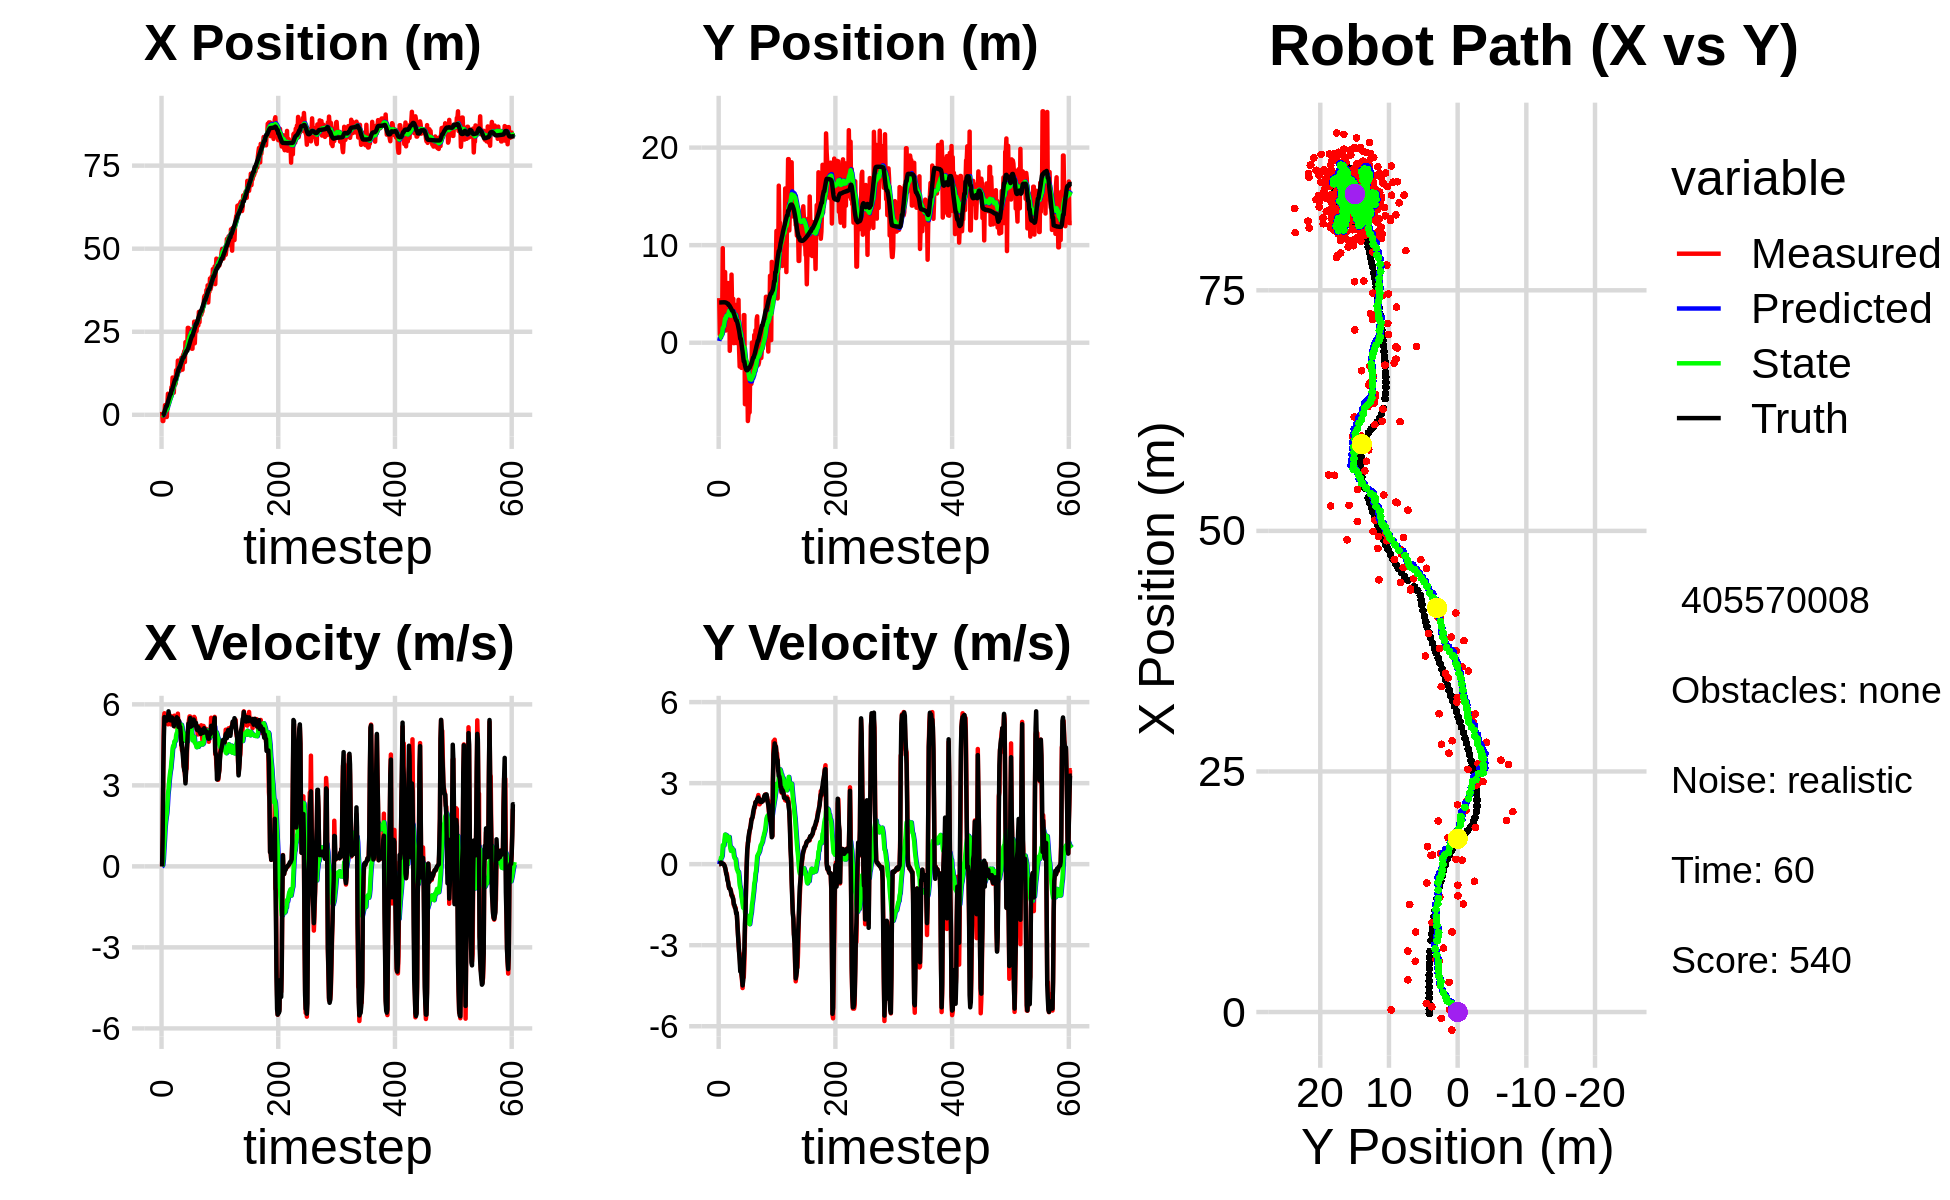 X Position (m)
75
50
25
0
0
200
400
600
timestep
Y Position (m)
20
10
0
0
200
400
600
timestep
X Velocity (m/s)
6
3
0
-3
-6
0
200
400
600
timestep
Y Velocity (m/s)
6
3
0
-3
-6
0
200
400
600
timestep
Robot Path (X vs Y)
X Position (m)
75
50
25
0
20 10 0 -10 -20
Y Position (m)
variable
Measured
Predicted
State
Truth
405570008
Obstacles: none
Noise: realistic
Time: 60
Score: 540